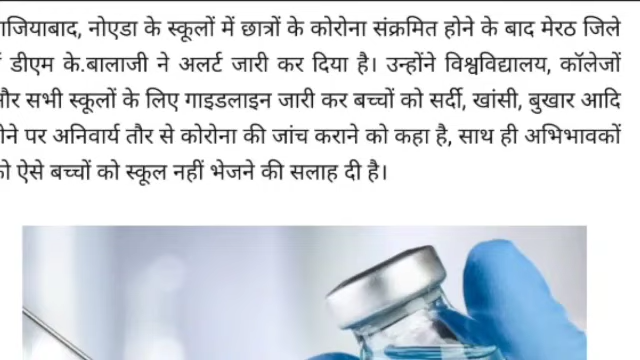 ाजियाबाद, नोएडा के स्कूलों में छात्रों के कोरोना संक्रमित होने के बाद मेरठ जिले
डीएम के.बालाजी ने अलर्ट जारी कर दिया है। उन्होंने विश्वविद्यालय, कॉलेजों
और सभी स्कूलों के लिए गाइडलाइन जारी कर बच्चों को सर्दी, खांसी, बुखार आदि
ोने पर अनिवार्य तौर से कोरोना की जांच कराने को कहा है, साथ ही अभिभावकों
को ऐसे बच्चों को स्कूल नहीं भेजने की सलाह दी है।